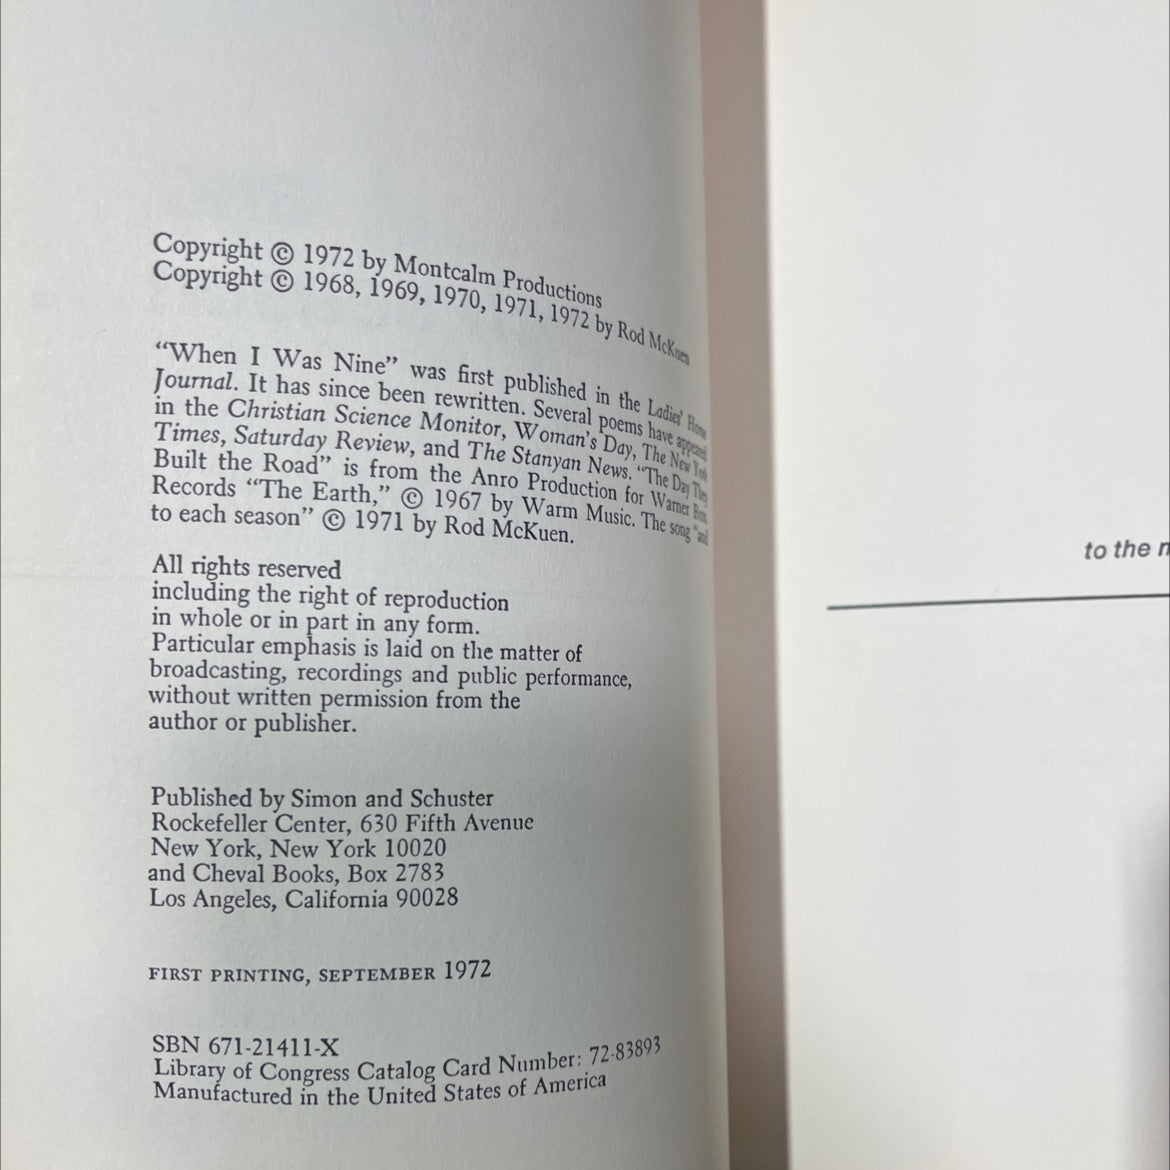 Copyright © 1972 by Montcalm Productions
Copyright © 1968, 1969, 1970, 1971, 1972 by Rod McKuen
“When I Was Nine” was first published in the Ladies' Home
Journal. It has since been rewritten. Several poems have appeared
in the Christian Science Monitor, Woman's Day, The New York
Times, Saturday Review, and The Stanyan News. “The Day They
Built the Road” is from the Anro Production for Warner Bros.
Records “The Earth,” © 1967 by Warm Music. The song “and
to each season” © 1971 by Rod McKuen.
All rights reserved
including the right of reproduction
in whole or in part in any form.
Particular emphasis is laid on the matter of
broadcasting, recordings and public performance,
without written permission from the
author or publisher.
Published by Simon and Schuster
Rockefeller Center, 630 Fifth Avenue
New York, New York 10020
and Cheval Books, Box 2783
Los Angeles, California 90028
FIRST PRINTING, SEPTEMBER 1972
SBN 671-21411-X
Library of Congress Catalog Card Number: 72-83893
Manufactured in the United States of America
to the